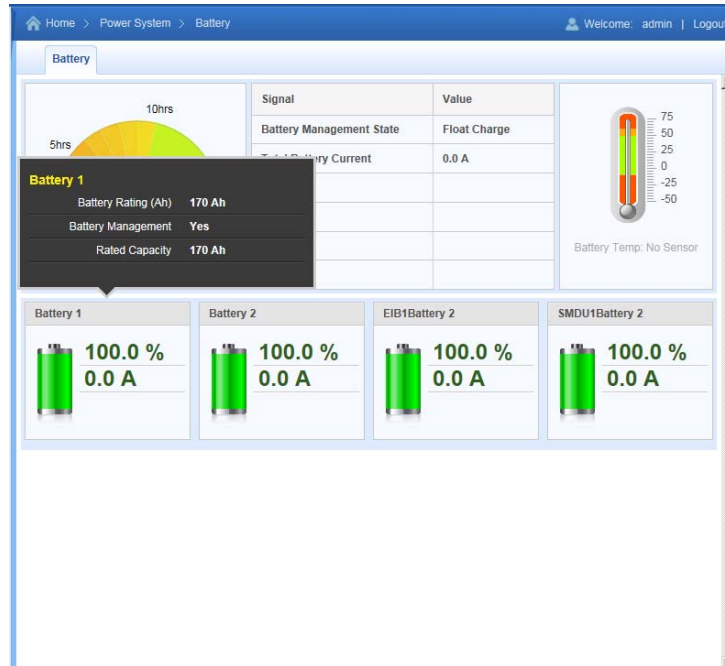 Home > Power System > Battery
Welcome: admin | Logout
Battery
10hrs
5hrs
Signal Value
Battery Management State Float Charge
Battery Current 0.0 A
75
50
25
0
-25
-50
Battery Temp: No Sensor
Battery 1
Battery Rating (Ah) 170 Ah
Battery Management Yes
Rated Capacity 170 Ah
Battery 1
100.0 %
0.0 A
Battery 2
100.0 %
0.0 A
EIB1Battery 2
100.0 %
0.0 A
SMDU1Battery 2
100.0 %
0.0 A